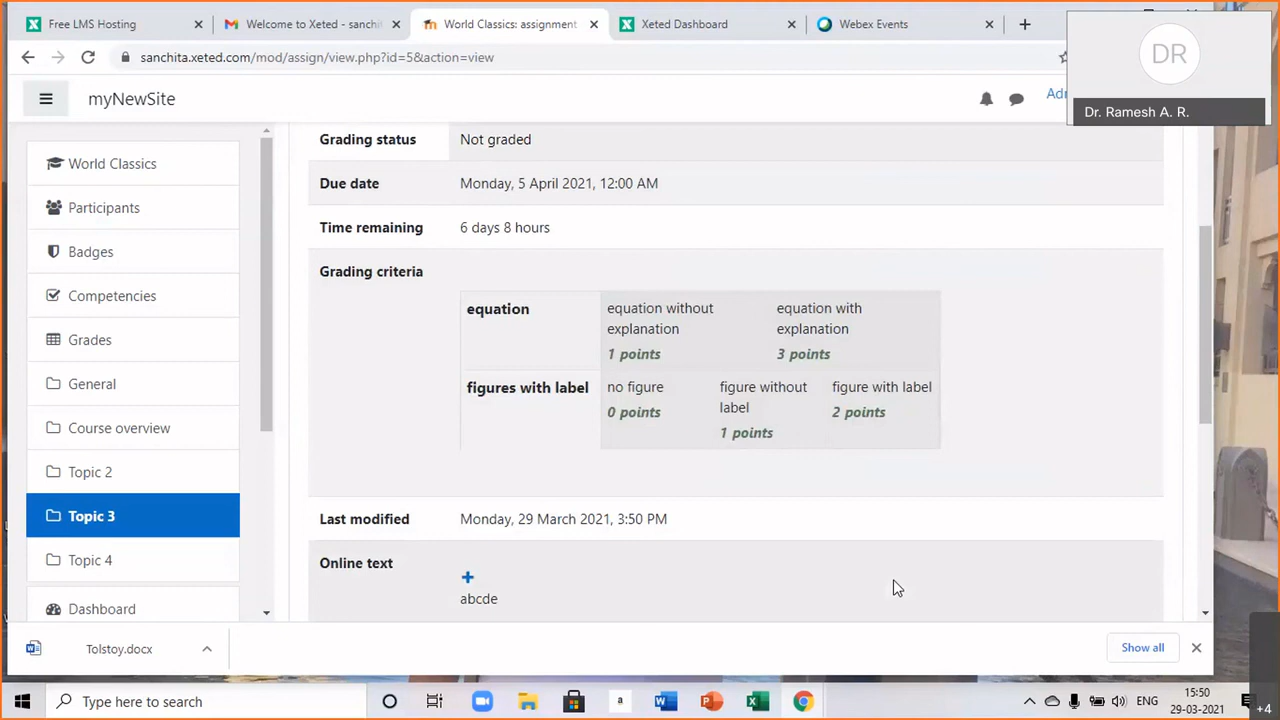 Free LMS Hosting
Welcome to Xeted - sanchit
World Classics: assignment
Xeted Dashboard
Webex Events
sanchita.xeted.com/mod/assign/view.php?id=5&action=view
DR
Dr. Ramesh A. R.
myNewSite
World Classics
Participants
Badges
Competencies
Grades
General
Course overview
Topic 2
Topic 3
Topic 4
Dashboard
Grading status
Not graded
Due date
Monday, 5 April 2021, 12:00 AM
Time remaining
6 days 8 hours
Grading criteria
equation
equation without
explanation
1 points
equation with
explanation
3 points
figures with label
no figure
0 points
figure without
label
1 points
figure with label
2 points
Last modified
Monday, 29 March 2021, 3:50 PM
Online text
abcde
Tolstoy.docx
Show all
Type here to search
a
ENG
15:50
29-03-2021
+4